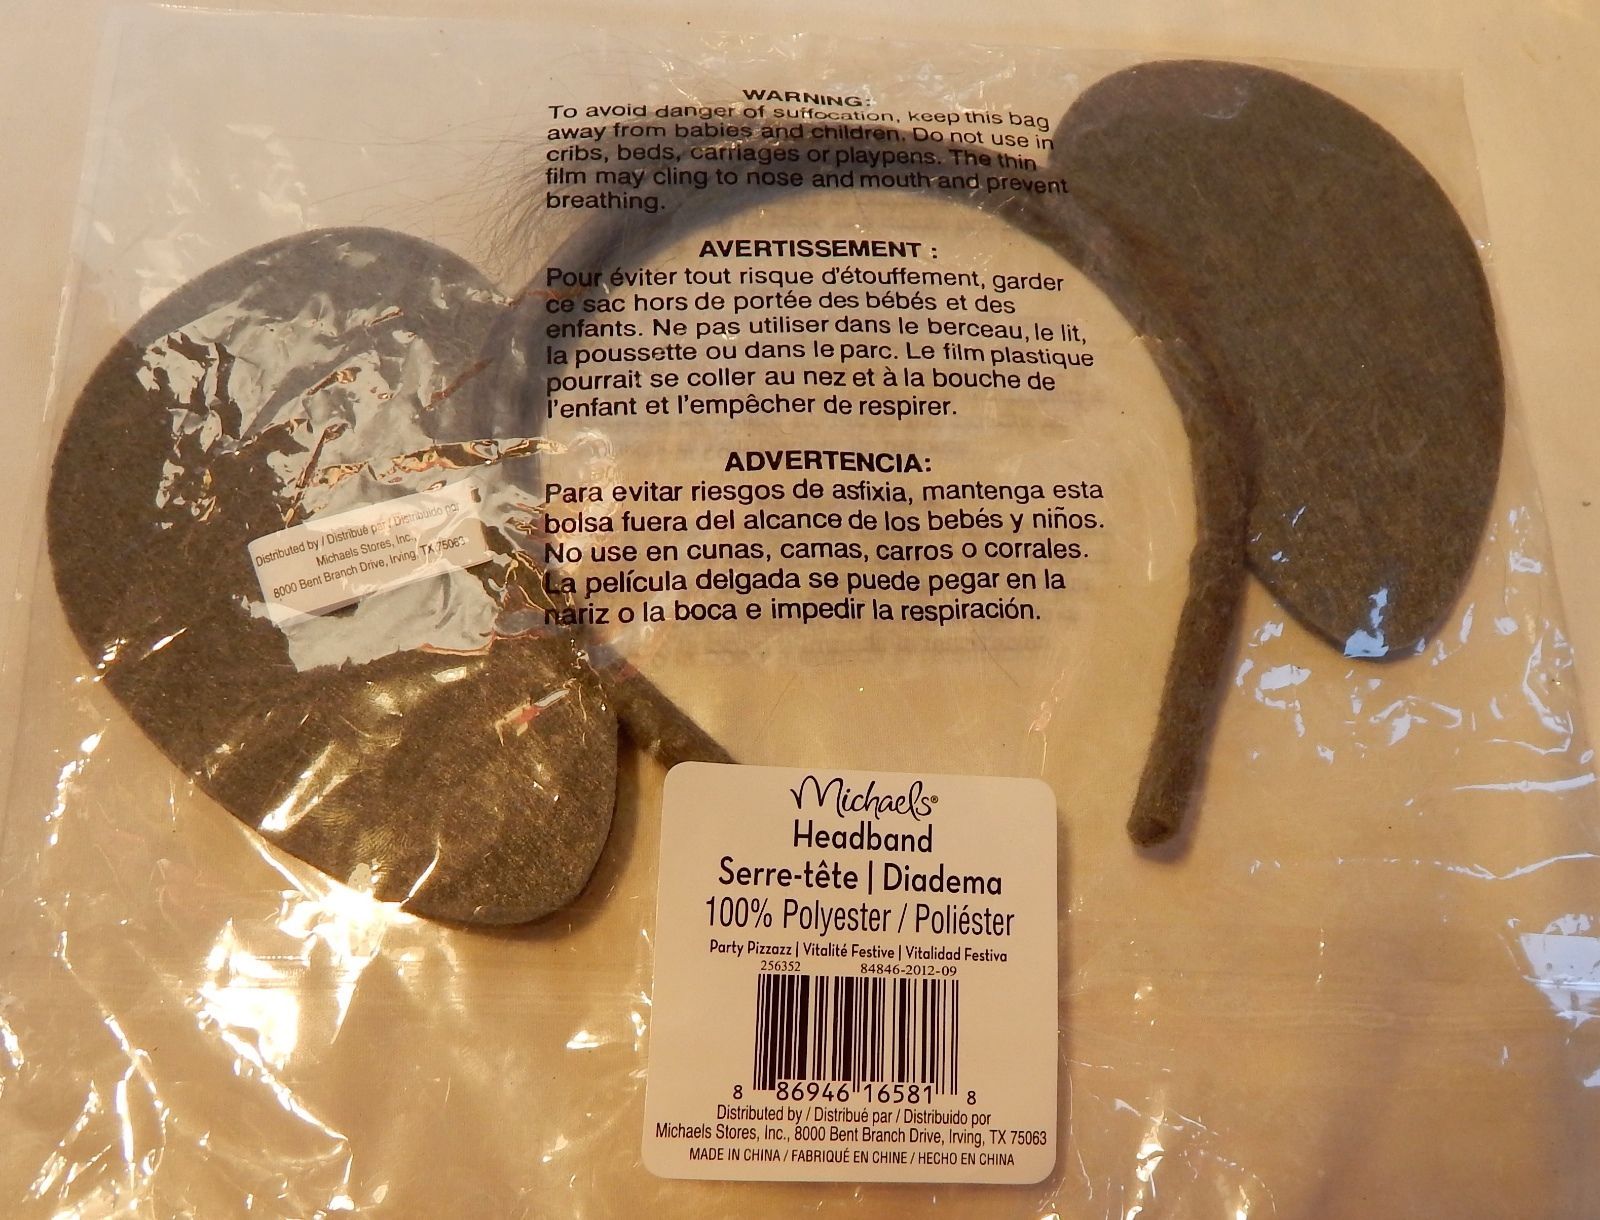 WARNING:
To avoid danger of suffocation, keep this bag
away from babies and children. Do not use in
cribs, beds, carriages or playpens. The thin
film may cling to nose and mouth and prevent
breathing.
AVERTISSEMENT :
Pour éviter tout risque d'étouffement, garder
ce sac hors de portée des bébés et des
enfants. Ne pas utiliser dans le berceau, le lit,
la poussette ou dans le parc. Le film plastique
pourrait se coller au nez et à la bouche de
l'enfant et l'empêcher de respirer.
ADVERTENCIA:
Para evitar riesgos de asfixia, mantenga esta
bolsa fuera del alcance de los bebés y niños.
No use en cunas, camas, carros o corrales.
La película delgada se puede pegar en la
nariz o la boca e impedir la respiración.
Distributed by / Distribué par / Distribuido por
Michaels Stores, Inc.,
8000 Bent Branch Drive, Irving, TX 75063
Michaels®
Headband
Serre-tête | Diadema
100% Polyester / Poliéster
Party Pizzazz | Vitalité Festive | Vitalidad Festiva
256352 84846-2012-09
8 86946 16581 8
Distributed by / Distribué par / Distribuido por
Michaels Stores, Inc., 8000 Bent Branch Drive, Irving, TX 75063
MADE IN CHINA / FABRIQUÉ EN CHINE / HECHO EN CHINA